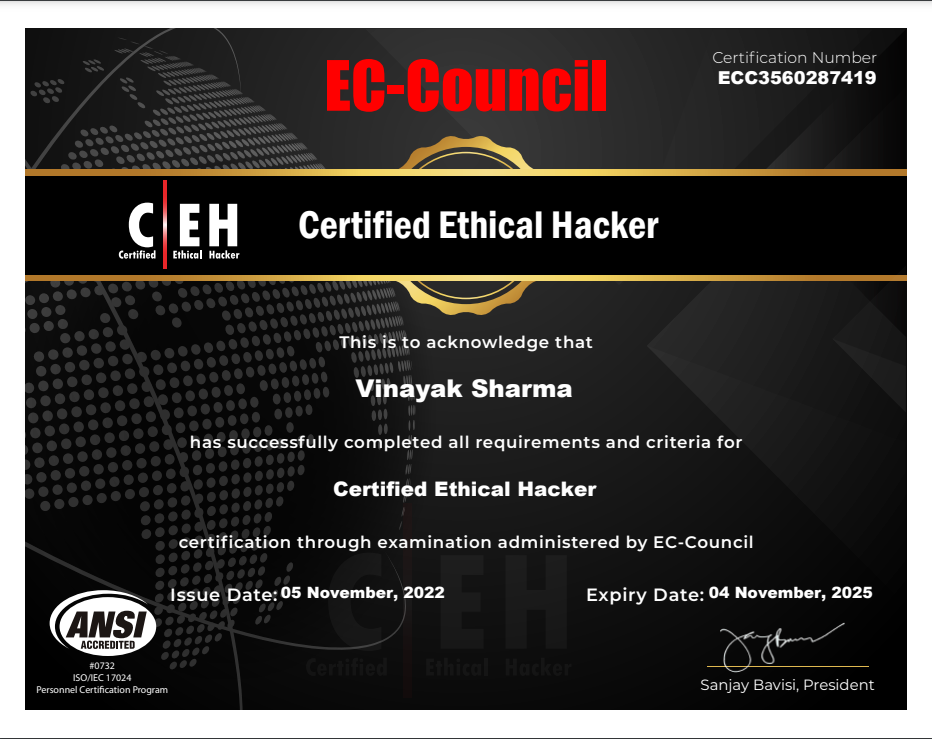 EC-Council
Certification Number
ECC3560287419
C EH
Certified Ethical Hacker
Certified Ethical Hacker
This is to acknowledge that
Vinayak Sharma
has successfully completed all requirements and criteria for
Certified Ethical Hacker
certification through examination administered by EC-Council
Issue Date: 05 November, 2022
Expiry Date: 04 November, 2025
C EH
Certified Ethical Hacker
ANSI
ACCREDITED
#0732
ISO/IEC 17024
Personnel Certification Program
Sanjay Bavisi, President